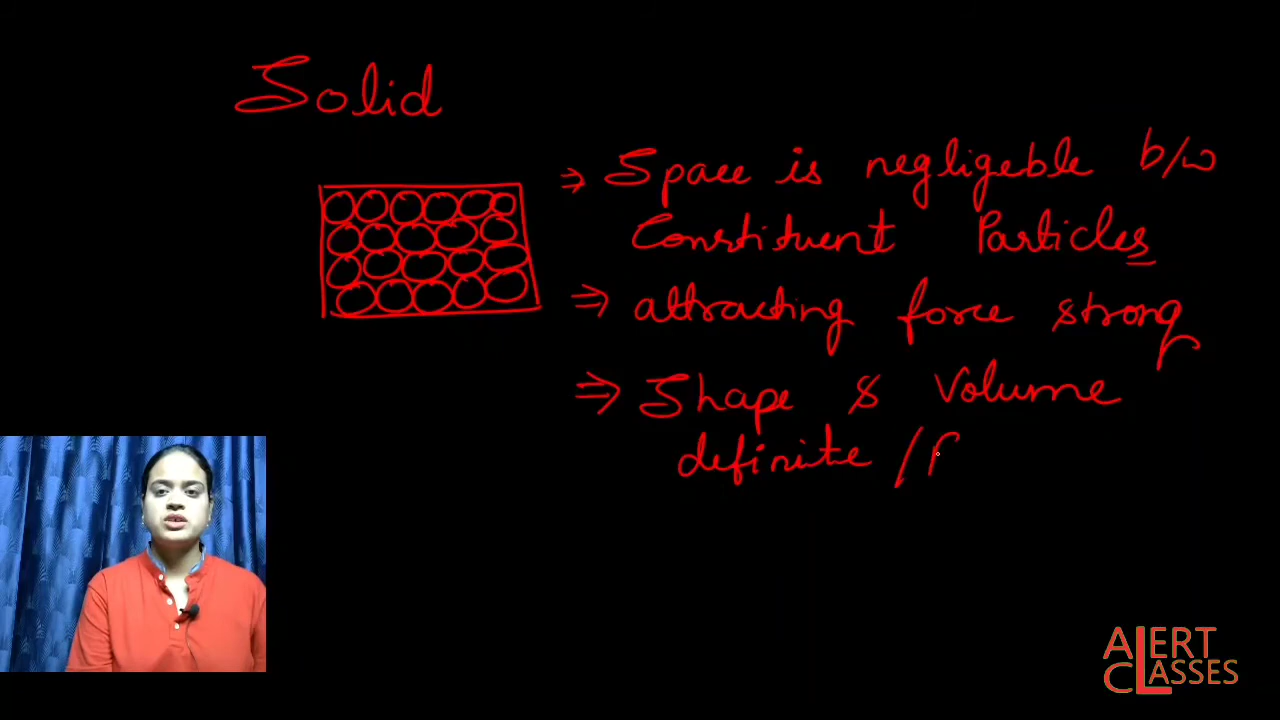 Solid
⇒ Space is negligeble b/w
Constituent Particles
⇒ attracting force strong
⇒ Shape & Volume
definite / F
ALERT
CLASSES